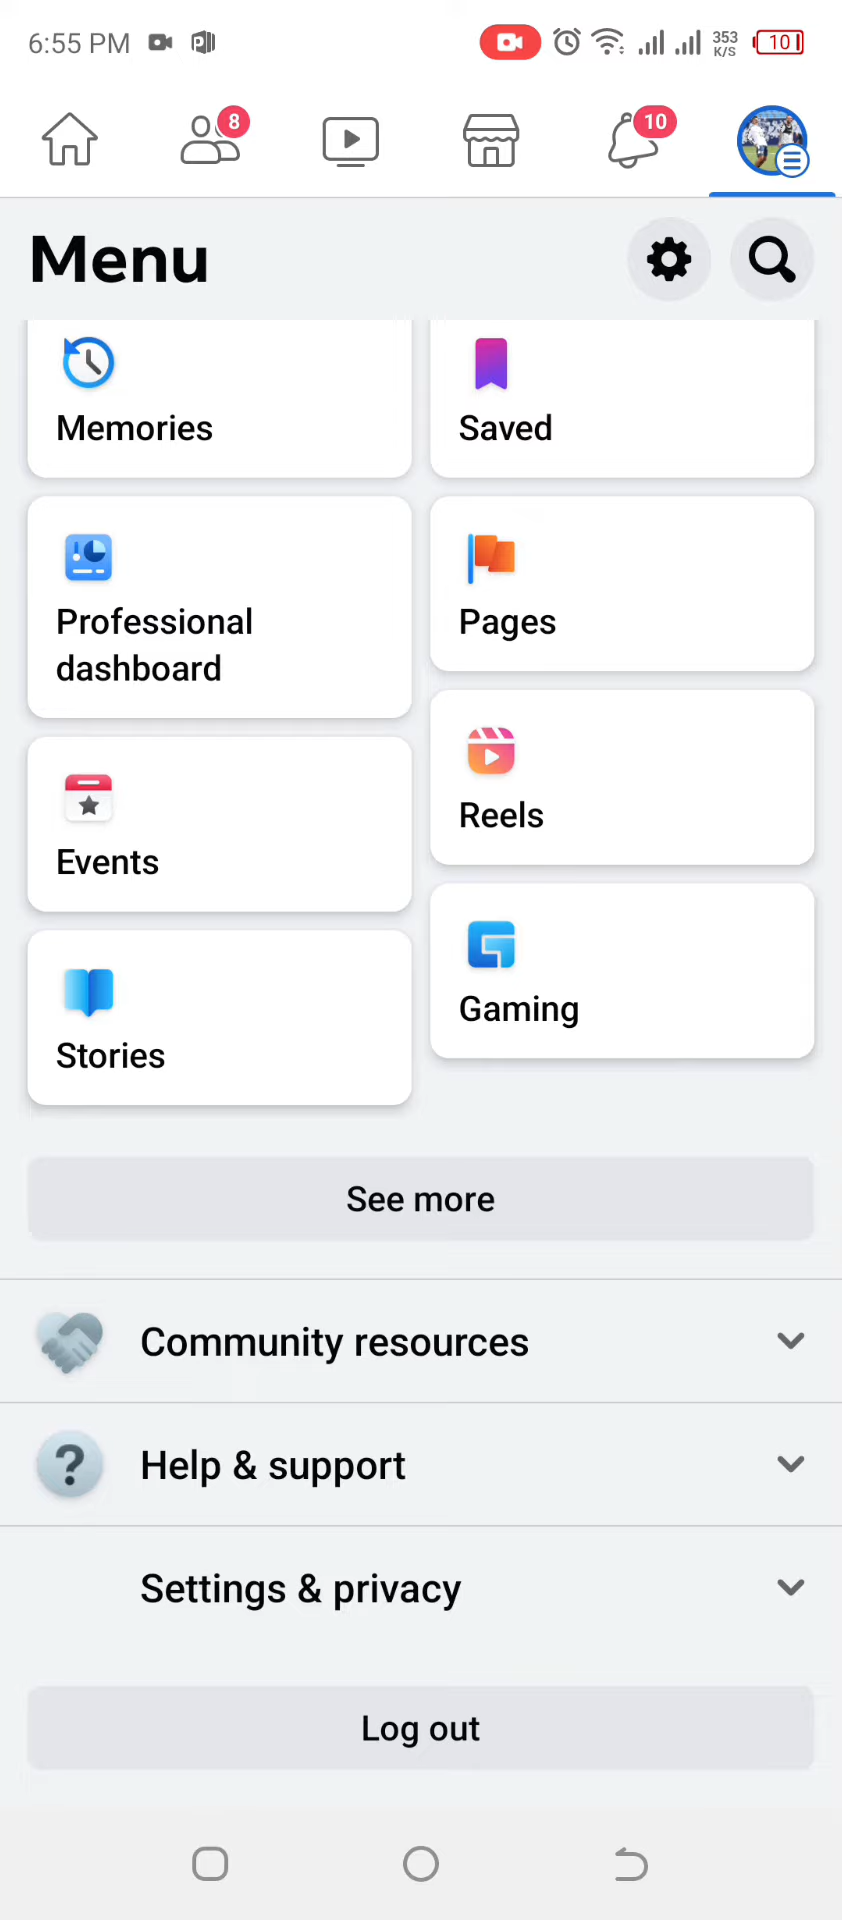 6:55 PM
353
K/S
10
8
10
Menu
Memories
Saved
Professional
dashboard
Pages
Events
Reels
Stories
Gaming
See more
Community resources
Help & support
Settings & privacy
Log out